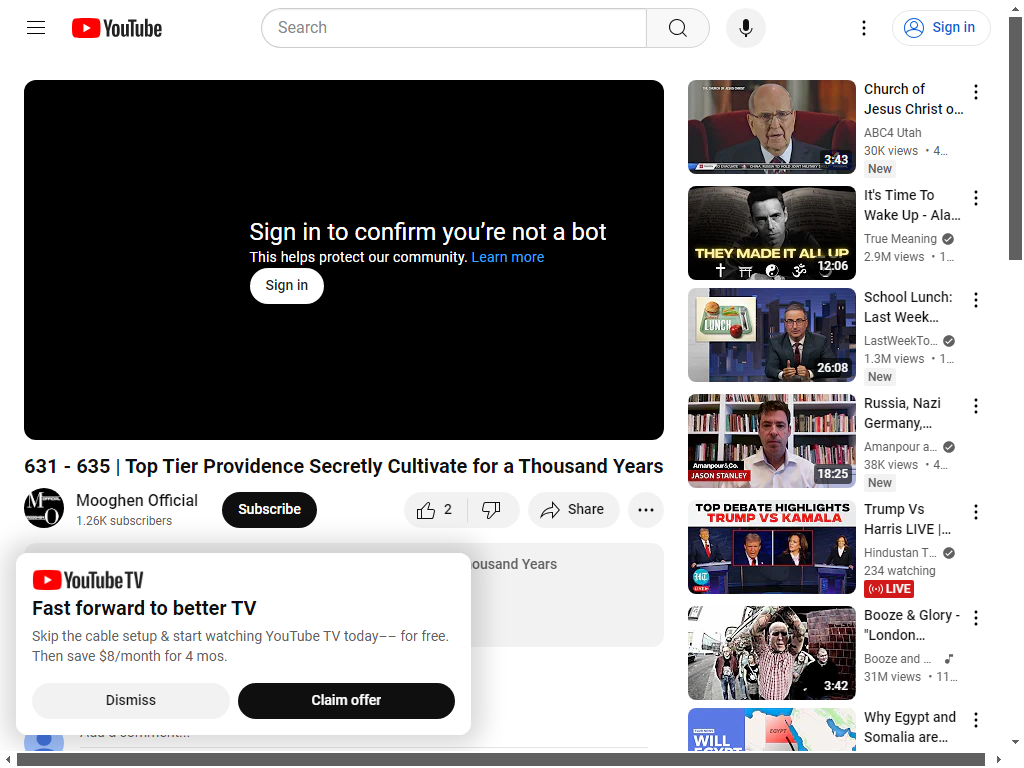 YouTube
Search
Sign in
Sign in to confirm you’re not a bot
This helps protect our community. Learn more
Sign in
631 - 635 | Top Tier Providence Secretly Cultivate for a Thousand Years
Mooghen Official
1.26K subscribers
Subscribe
2
Share
ousand Years
YouTube TV
Fast forward to better TV
Skip the cable setup & start watching YouTube TV today–– for free.
Then save $8/month for 4 mos.
Dismiss
Claim offer
Add a comment...
THE CHURCH OF JESUS CHRIST
3:43
Church of
Jesus Christ o...
ABC4 Utah
30K views • 4...
New
THEY MADE IT ALL UP
12:06
It's Time To
Wake Up - Ala...
True Meaning
2.9M views • 1...
LUNCH
26:08
School Lunch:
Last Week...
LastWeekTo...
1.3M views • 1...
New
Amanpour&Co.
JASON STANLEY
18:25
Russia, Nazi
Germany,...
Amanpour a...
38K views • 4...
New
TOP DEBATE HIGHLIGHTS
TRUMP VS KAMALA
HT
LIVE
Trump Vs
Harris LIVE |...
Hindustan T...
234 watching
LIVE
3:42
Booze & Glory -
"London...
Booze and ...
31M views • 11...
WILL
EGYPT
EGYPT
Why Egypt and
Somalia are...